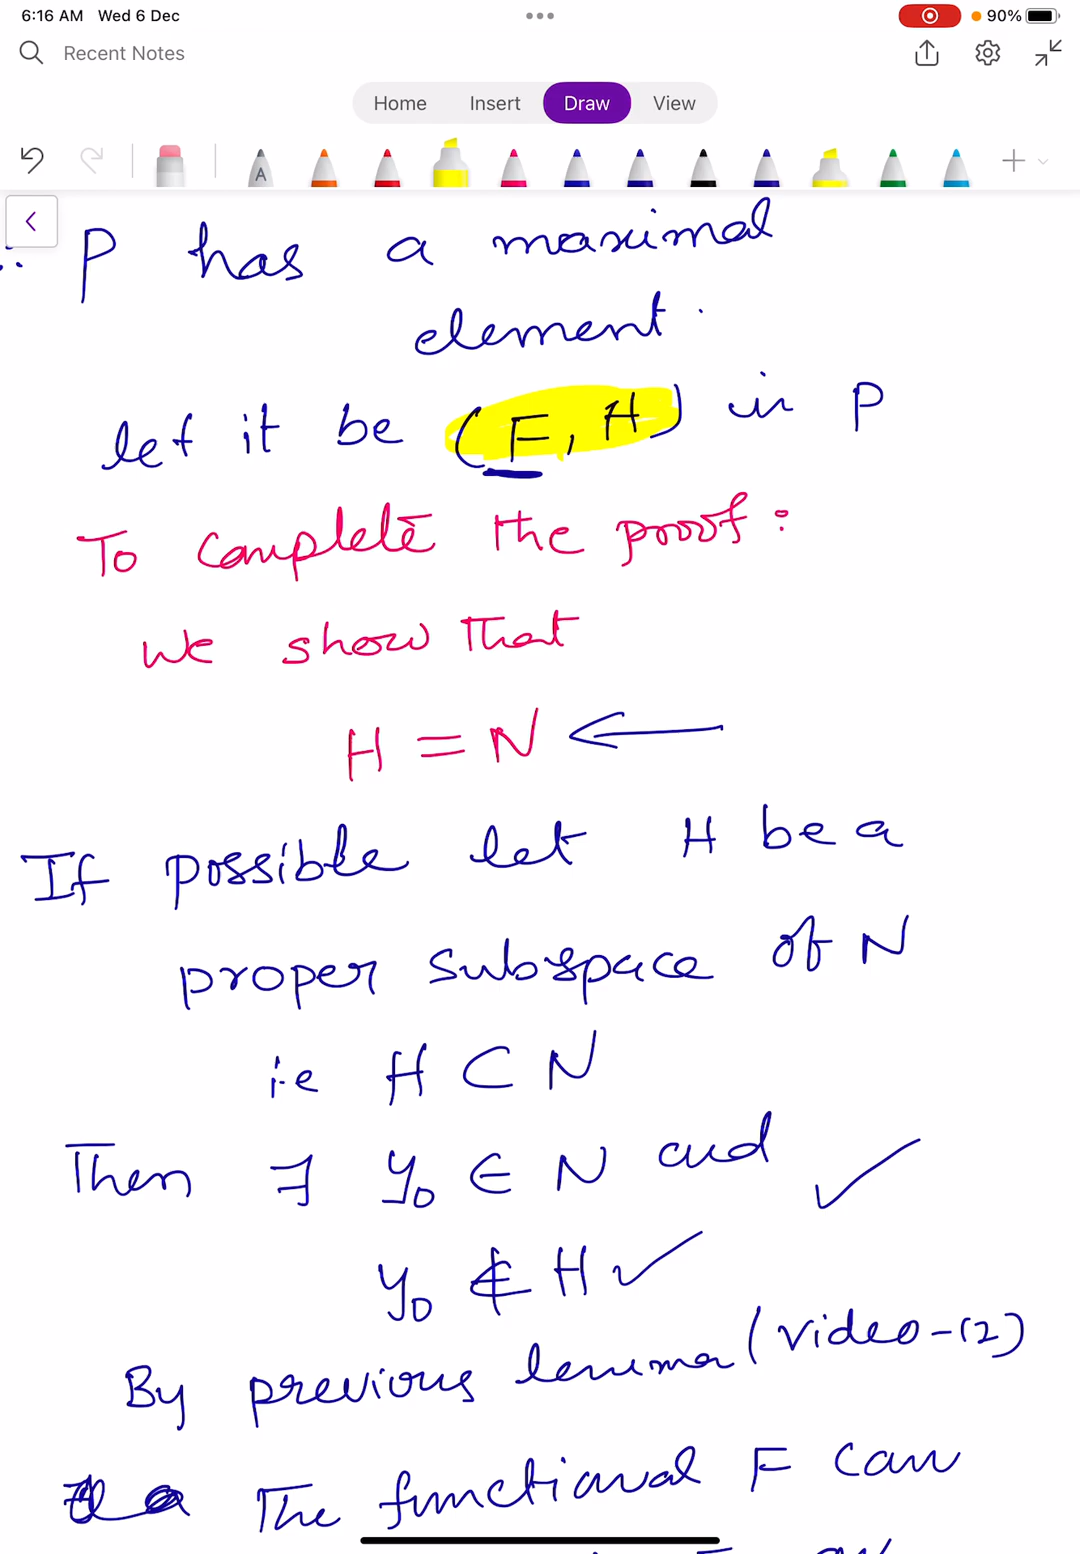 6:16 AM Wed 6 Dec
90%
Recent Notes
Home Insert Draw View
A
∴ P has a maximal
element.
let it be (F, H) in P
To complete the proof:
We show that
H = N ←
If possible let H be a
proper subspace of N
i.e H ⊂ N
Then ∃ y₀ ∈ N and ✓
y₀ ∉ H ✓
By previous lemma (video-12)
The functional F can